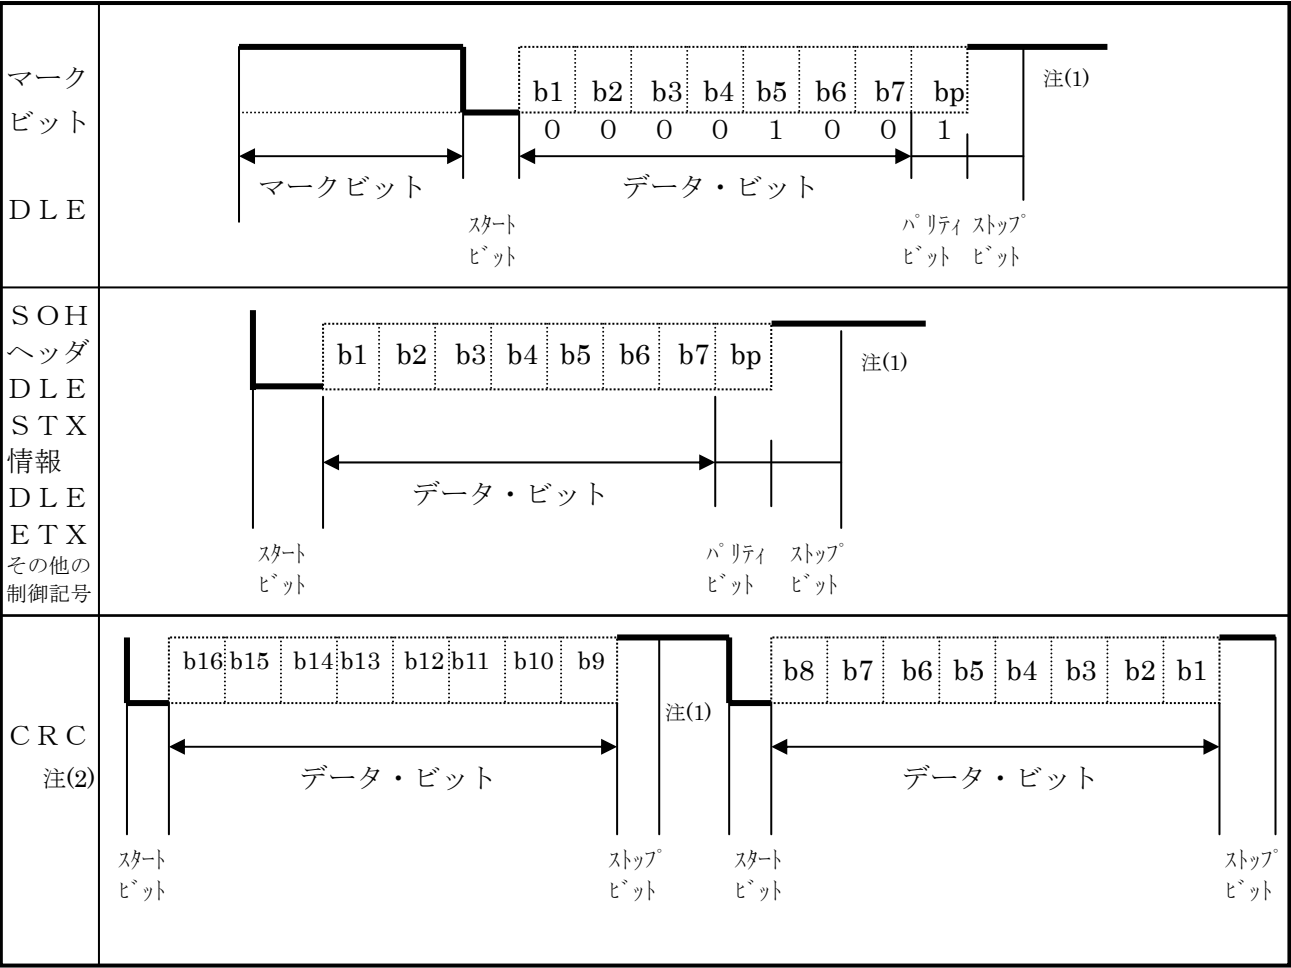 マーク
ビット
ＤＬＥ
b1 b2 b3 b4 b5 b6 b7 bp
注(1)
０ ０ ０ ０ １ ０ ０ １
マークビット
データ・ビット
ｽﾀｰﾄ
ﾋﾞｯﾄ
ﾊﾟﾘﾃｨ
ﾋﾞｯﾄ
ｽﾄｯﾌﾟ
ﾋﾞｯﾄ
ＳＯＨ
ヘッダ
ＤＬＥ
ＳＴＸ
情報
ＤＬＥ
ＥＴＸ
その他の
制御記号
b1 b2 b3 b4 b5 b6 b7 bp
注(1)
データ・ビット
ｽﾀｰﾄ
ﾋﾞｯﾄ
ﾊﾟﾘﾃｨ
ﾋﾞｯﾄ
ｽﾄｯﾌﾟ
ﾋﾞｯﾄ
ＣＲＣ
注(2)
b16 b15 b14 b13 b12 b11 b10 b9
注(1)
b8 b7 b6 b5 b4 b3 b2 b1
データ・ビット
データ・ビット
ｽﾀｰﾄ
ﾋﾞｯﾄ
ｽﾄｯﾌﾟ
ﾋﾞｯﾄ
ｽﾀｰﾄ
ﾋﾞｯﾄ
ｽﾄｯﾌﾟ
ﾋﾞｯﾄ